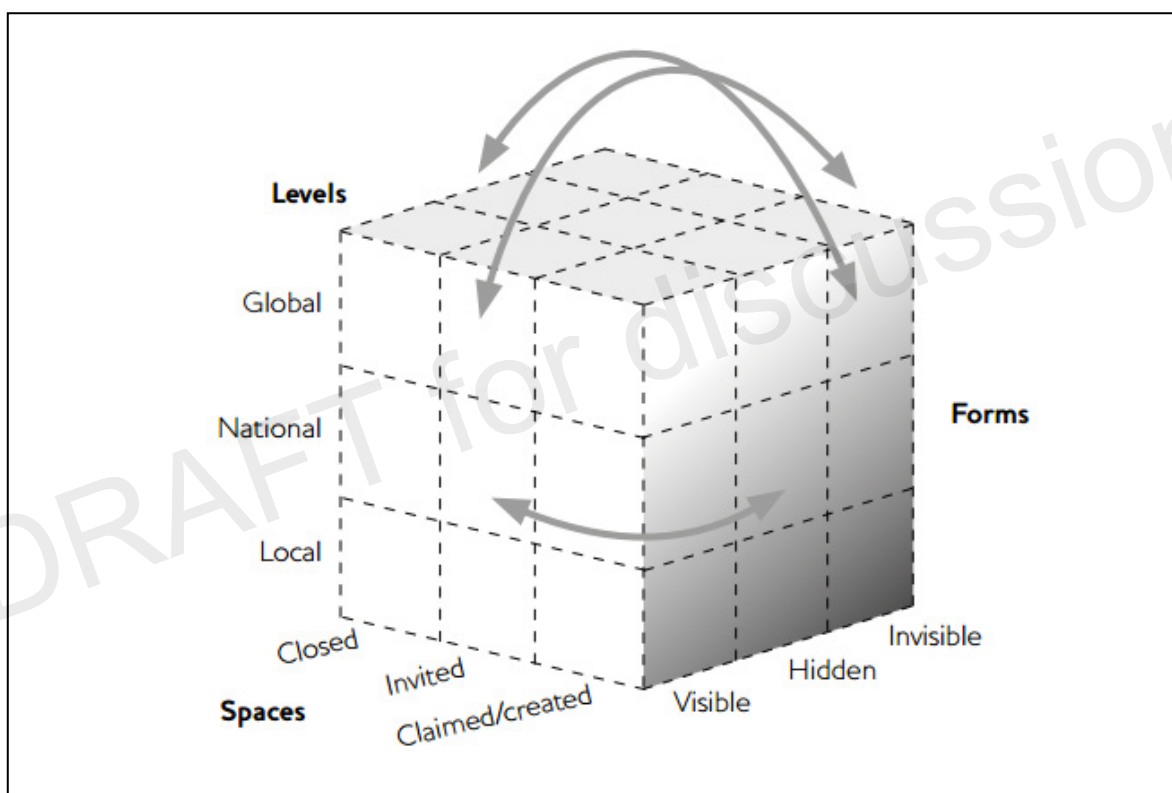 Levels
Global
National
Local
Forms
Closed
Invited
Claimed/created
Spaces
Visible
Hidden
Invisible
DRAFT for discussion